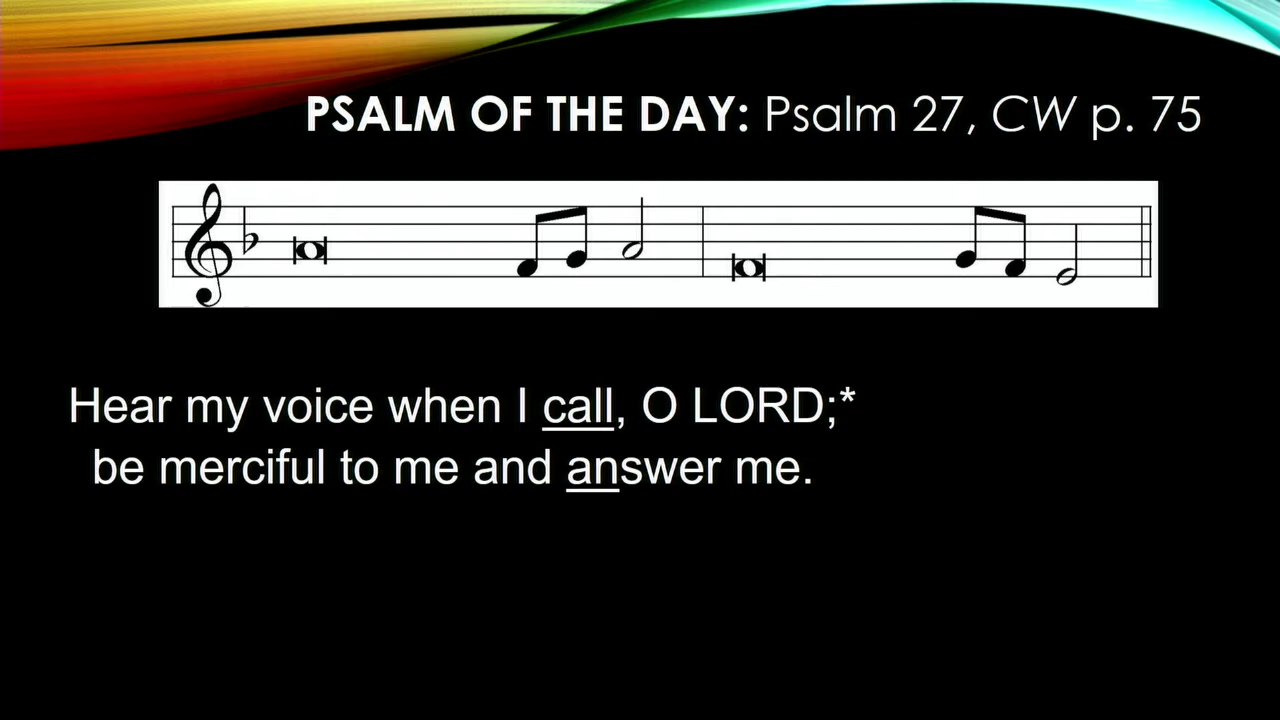 PSALM OF THE DAY: Psalm 27, CW p. 75
Hear my voice when I call, O LORD;*
be merciful to me and answer me.